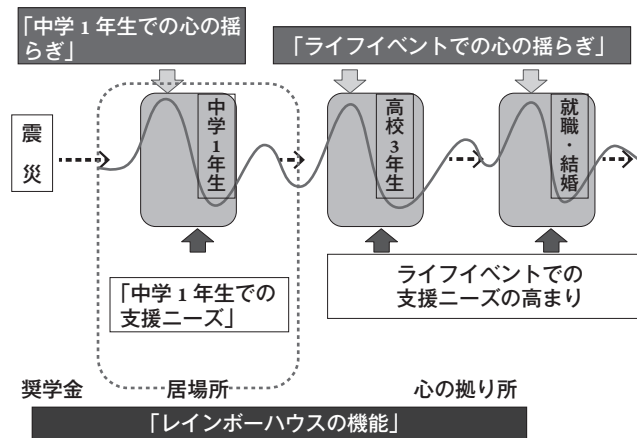 「中学 1 年生での心の揺
らぎ」
「ライフイベントでの心の揺らぎ」
震災
中学1年生
高校3年生
就職・結婚
「中学 1 年生での
支援ニーズ」
ライフイベントでの
支援ニーズの高まり
奨学金
居場所
心の拠り所
「レインボーハウスの機能」